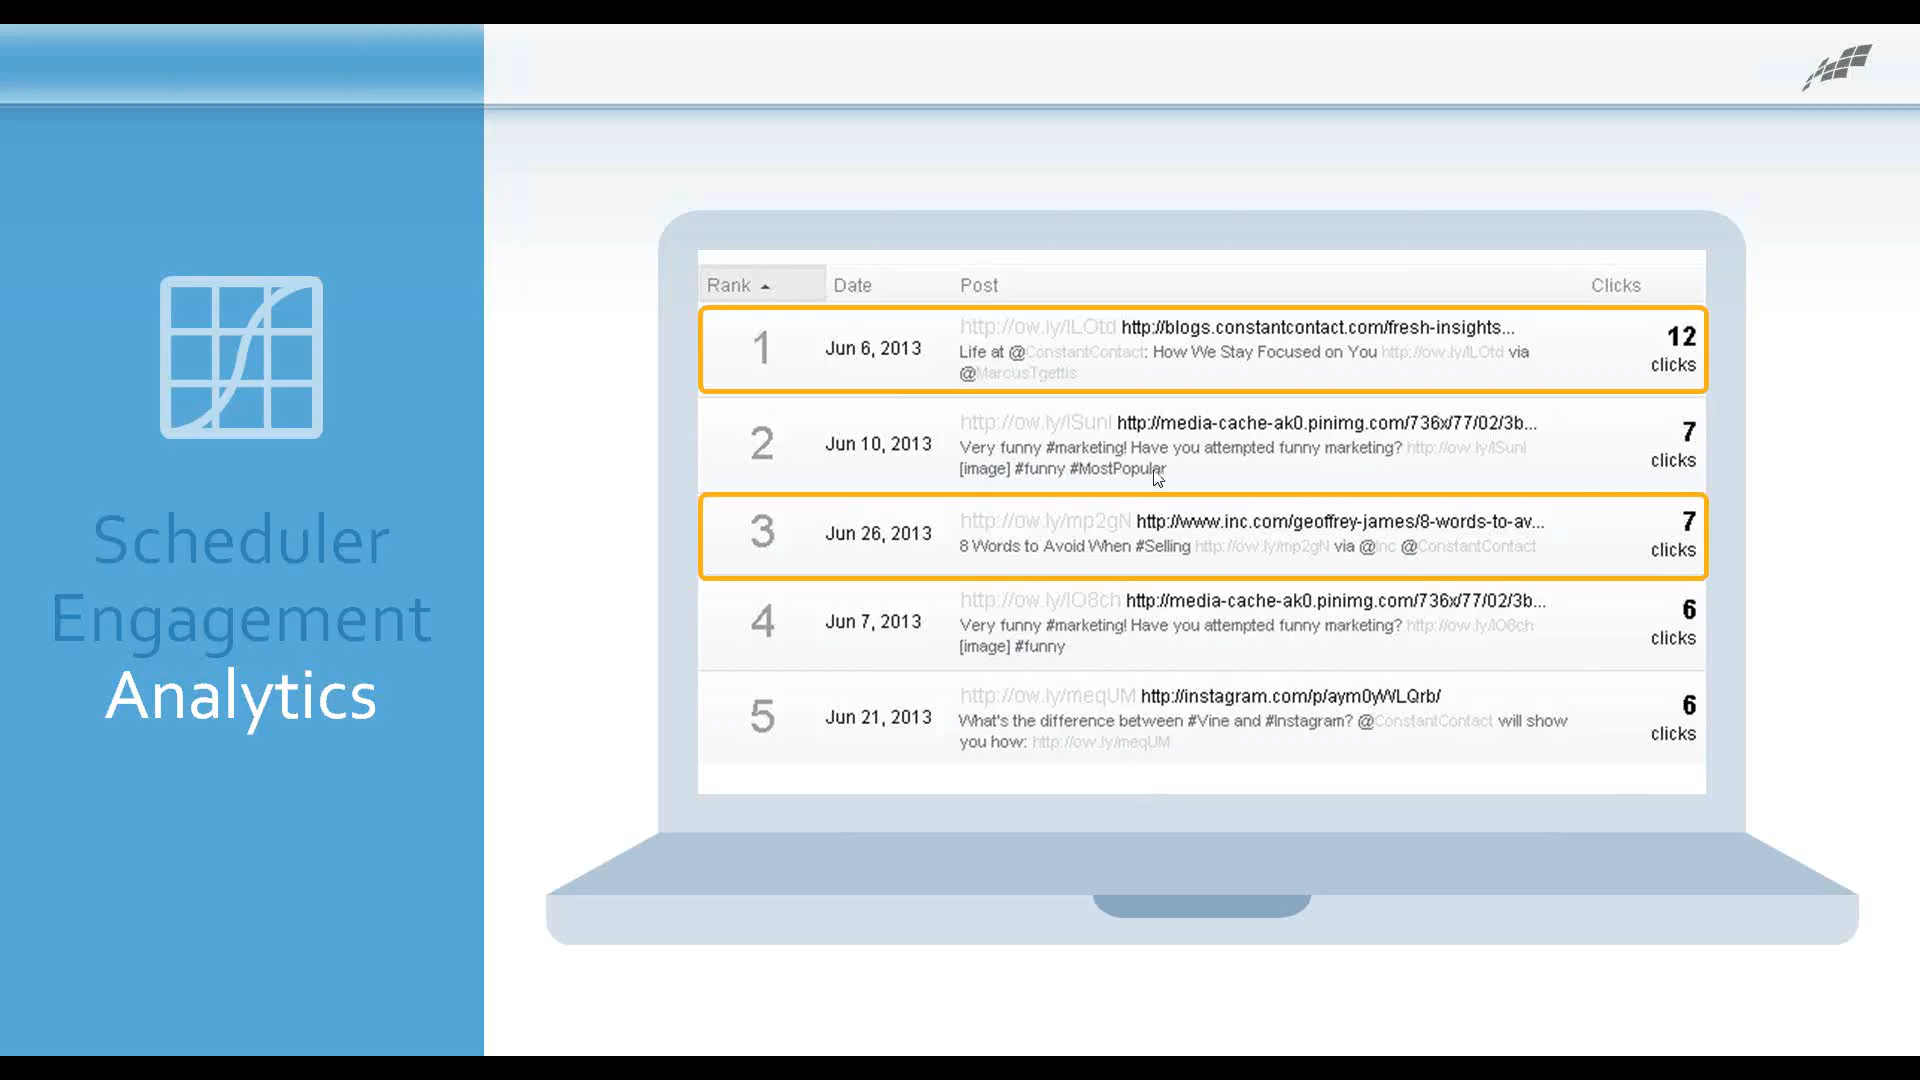 Scheduler
Engagement
Analytics
Rank Date Post Clicks
1 Jun 6, 2013 http://ow.ly/lLOtd http://blogs.constantcontact.com/fresh-insights... 12 clicks
Life at @ConstantContact: How We Stay Focused on You http://ow.ly/lLOtd via
@MarcusTgettis
2 Jun 10, 2013 http://ow.ly/lSunl http://media-cache-ak0.pinimg.com/736x/77/02/3b... 7 clicks
Very funny #marketing! Have you attempted funny marketing? http://ow.ly/lSunl
[image] #funny #MostPopular
3 Jun 26, 2013 http://ow.ly/mp2gN http://www.inc.com/geoffrey-james/8-words-to-av... 7 clicks
8 Words to Avoid When #Selling http://ow.ly/mp2gN via @Inc @ConstantContact
4 Jun 7, 2013 http://ow.ly/lO8ch http://media-cache-ak0.pinimg.com/736x/77/02/3b... 6 clicks
Very funny #marketing! Have you attempted funny marketing? http://ow.ly/lO8ch
[image] #funny
5 Jun 21, 2013 http://ow.ly/meqUM http://instagram.com/p/aym0yWLQrb/ 6 clicks
What's the difference between #Vine and #Instagram? @ConstantContact will show
you how: http://ow.ly/meqUM